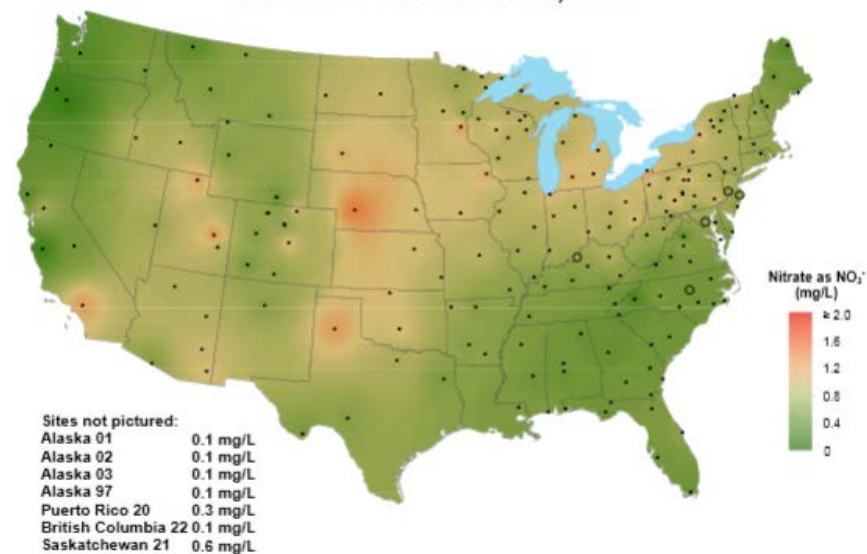 Nitrate as NO₃⁻
(mg/L)
≥ 2.0
1.6
1.2
0.8
0.4
0
Sites not pictured:
Alaska 01 0.1 mg/L
Alaska 02 0.1 mg/L
Alaska 03 0.1 mg/L
Alaska 97 0.1 mg/L
Puerto Rico 20 0.3 mg/L
British Columbia 22 0.1 mg/L
Saskatchewan 21 0.6 mg/L